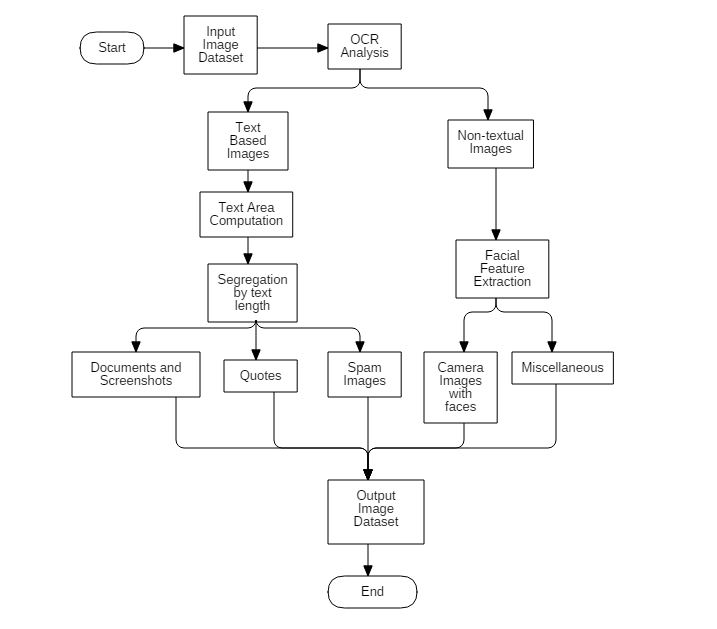 Start
Input
Image
Dataset
OCR
Analysis
Text
Based
Images
Non-textual
Images
Text Area
Computation
Facial
Feature
Extraction
Segregation
by text
length
Documents and
Screenshots
Quotes
Spam
Images
Camera
Images
with
faces
Miscellaneous
Output
Image
Dataset
End